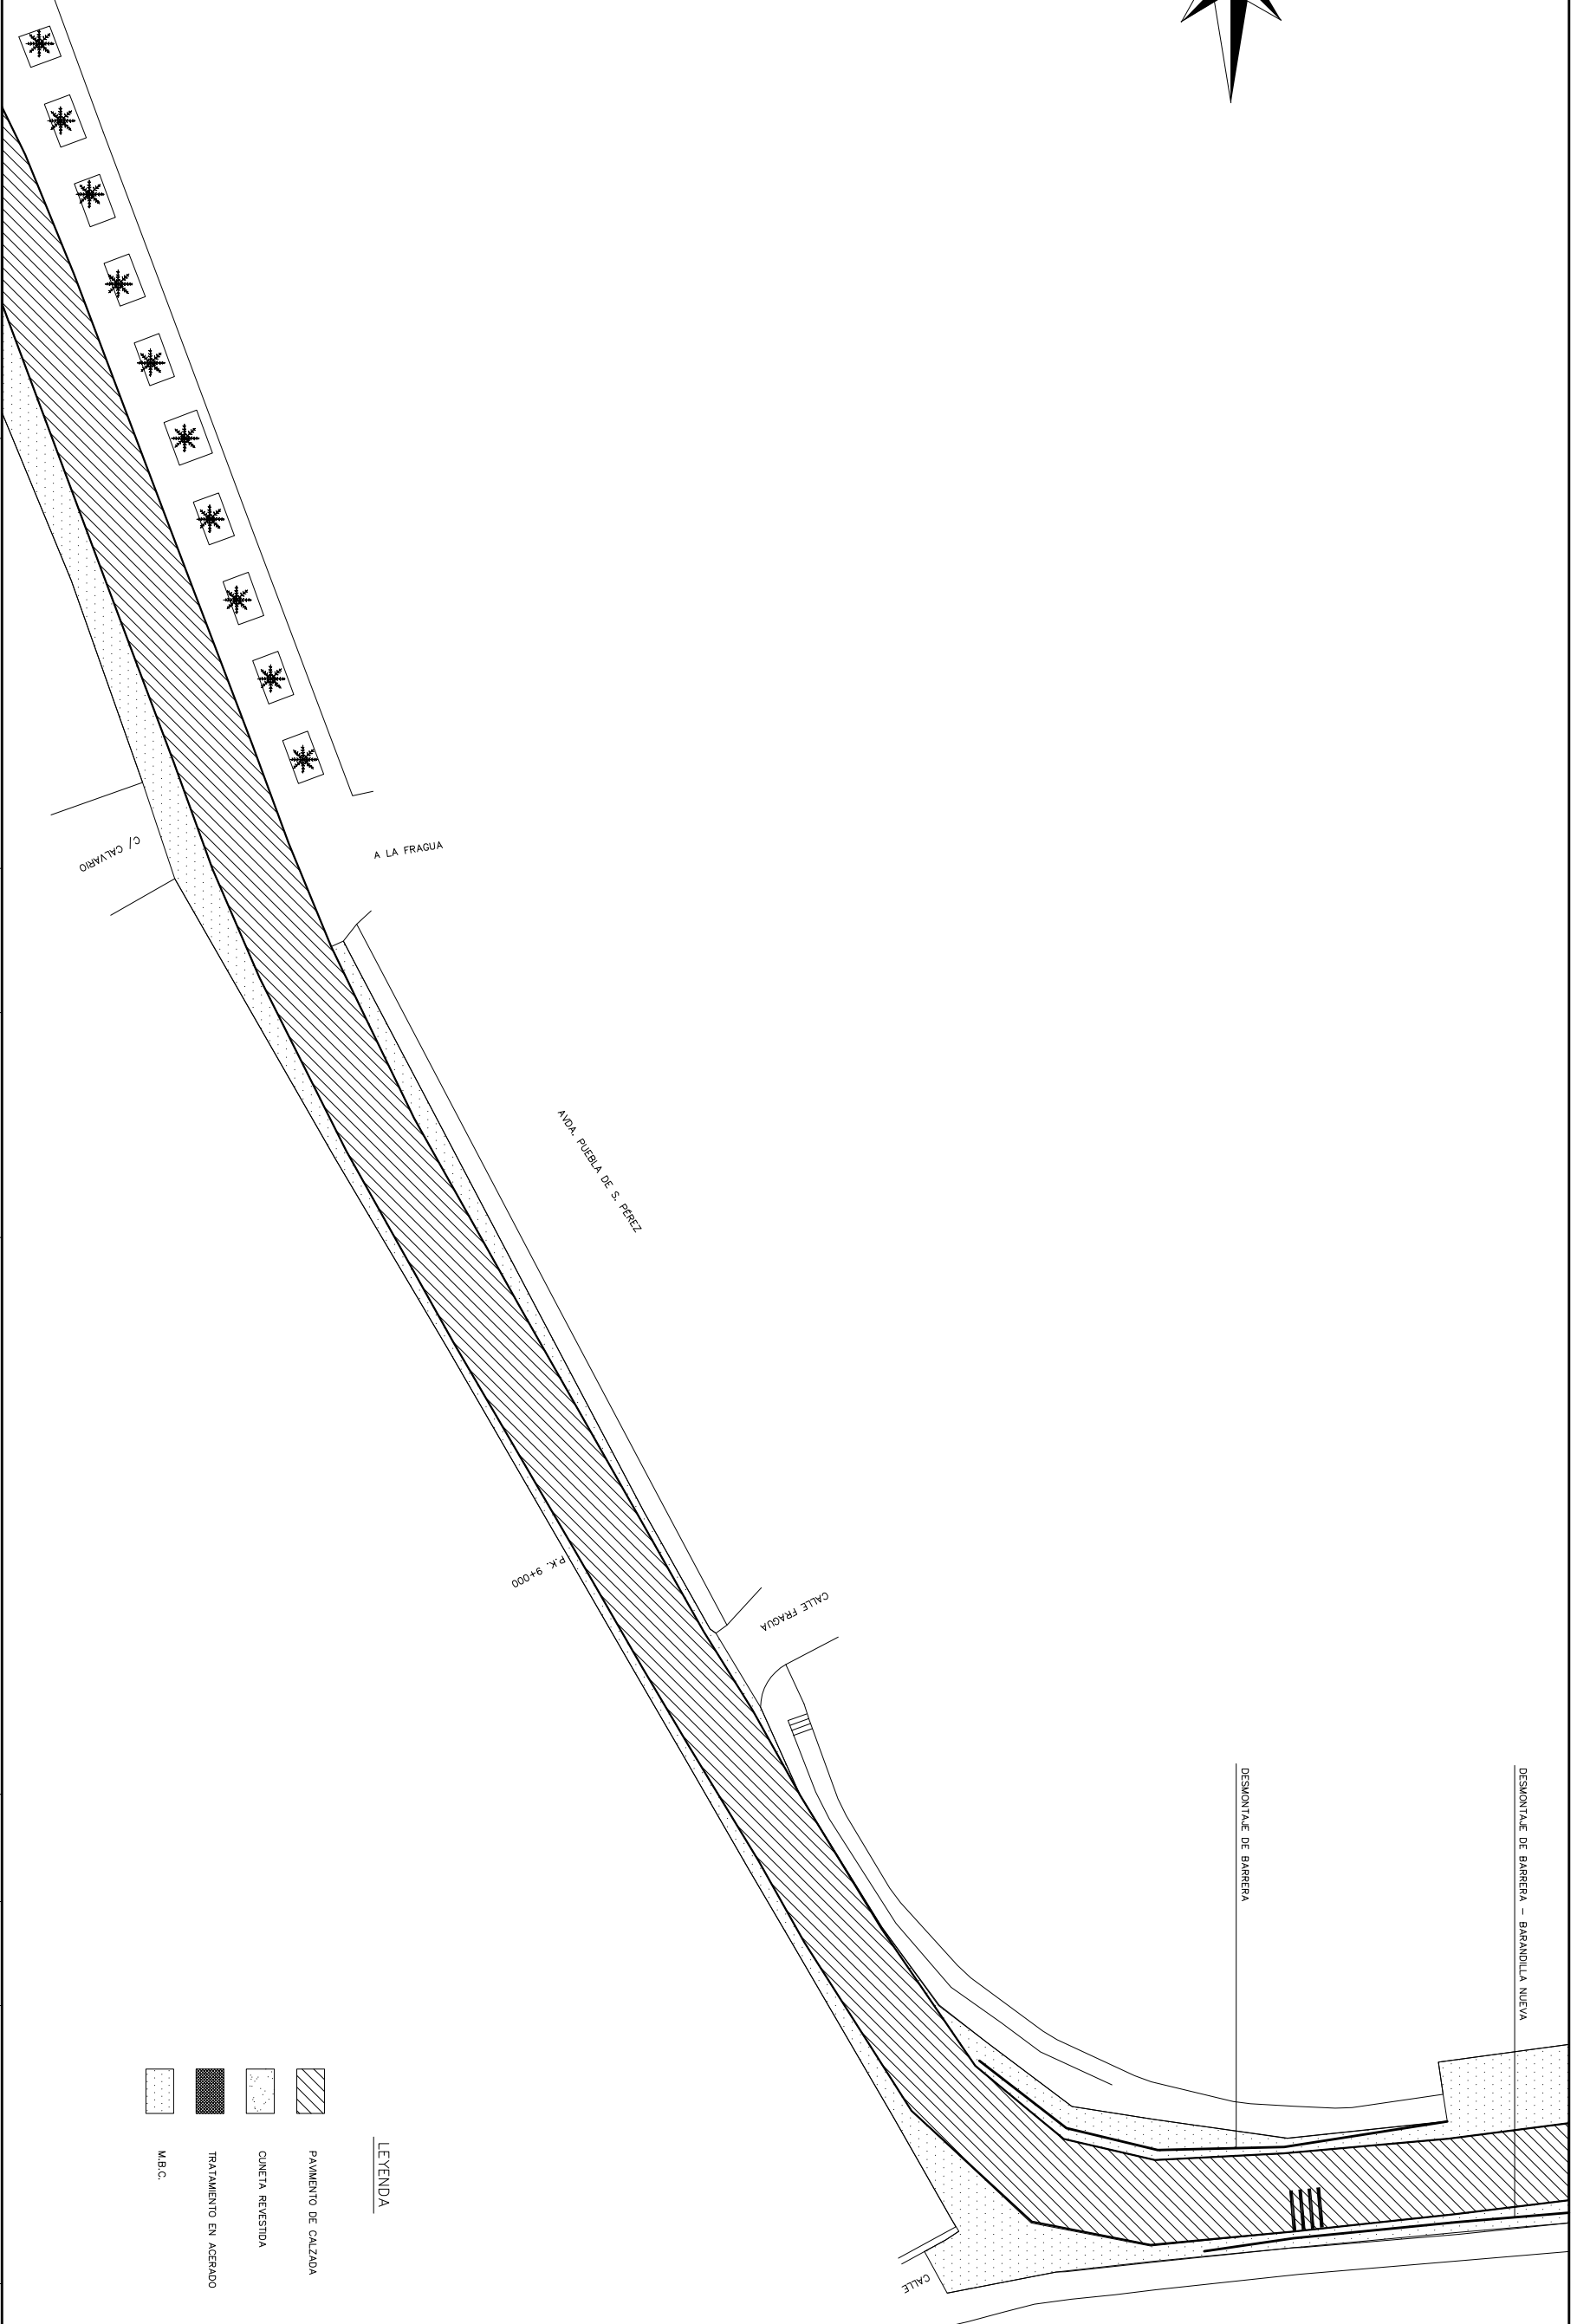 C/ CALVARIO
A LA FRAGUA
AVDA. PUEBLA DE S. PÉREZ
P.K. 9+000
CALLE FRAGUA
DESMONTAJE DE BARRERA
DESMONTAJE DE BARRERA – BARANDILLA NUEVA
CALLE
LEYENDA
PAVIMENTO DE CALZADA
CUNETA REVESTIDA
TRATAMIENTO EN ACERADO
M.B.C.